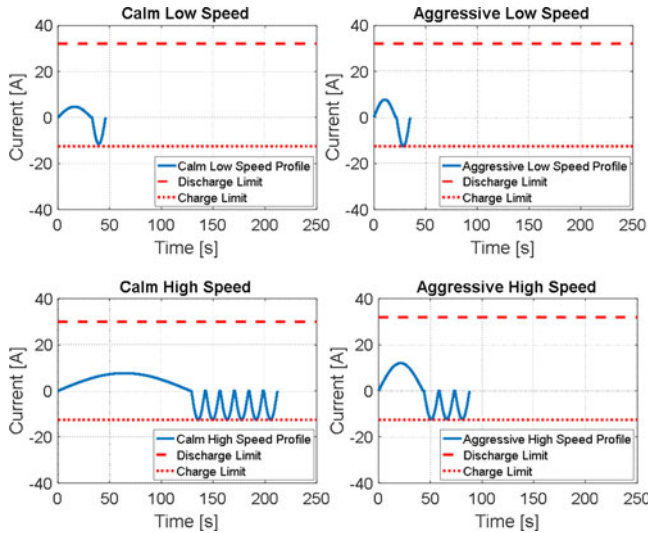 Calm Low Speed
Current [A]
40
20
0
-20
-40
0 50 100 150 200 250
Time [s]
Calm Low Speed Profile
Discharge Limit
Charge Limit
Aggressive Low Speed
Current [A]
40
20
0
-20
-40
0 50 100 150 200 250
Time [s]
Aggressive Low Speed Profile
Discharge Limit
Charge Limit
Calm High Speed
Current [A]
40
20
0
-20
-40
0 50 100 150 200 250
Time [s]
Calm High Speed Profile
Discharge Limit
Charge Limit
Aggressive High Speed
Current [A]
40
20
0
-20
-40
0 50 100 150 200 250
Time [s]
Aggressive High Speed Profile
Discharge Limit
Charge Limit